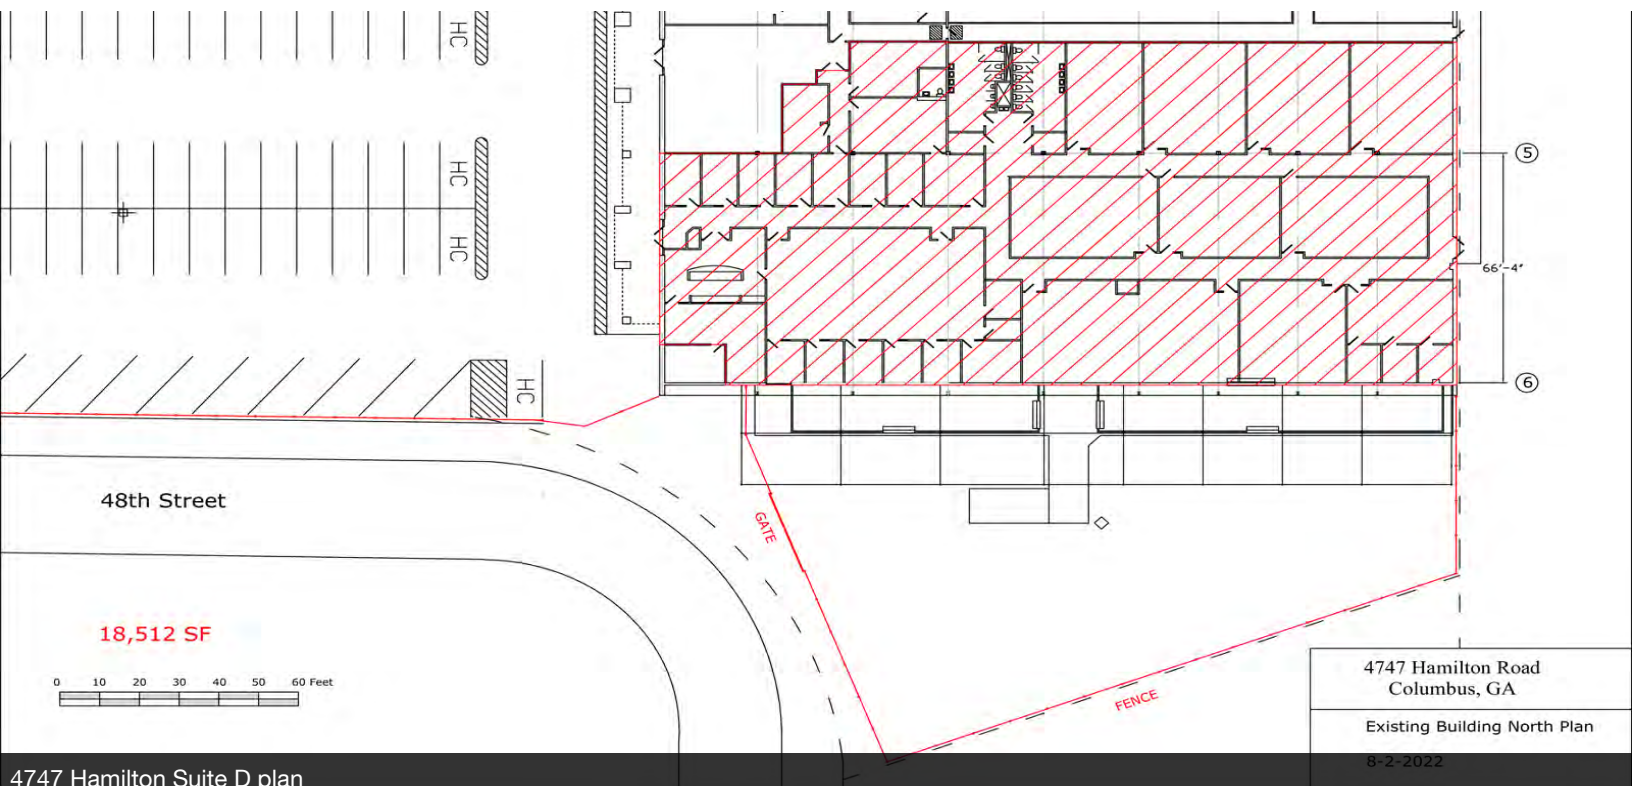 HC
HC
HC
HC
5
66'-4"
6
48th Street
GATE
18,512 SF
0 10 20 30 40 50 60 Feet
FENCE
4747 Hamilton Road
Columbus, GA
Existing Building North Plan
8-2-2022
4747 Hamilton Suite D plan